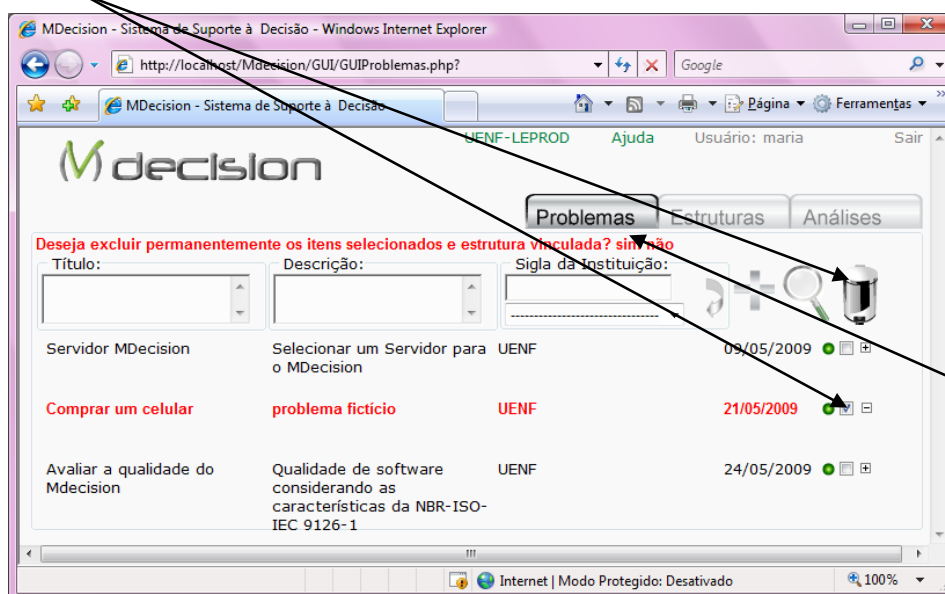 MDecision - Sistema de Suporte à Decisão - Windows Internet Explorer
http://localhost/Mdecision/GUI/GUIProblemas.php?
Google
MDecision - Sistema de Suporte à Decisão
Página
Ferramentas
Mdecision
UENF-LEPROD Ajuda Usuário: maria Sair
Problemas Estruturas Análises
Deseja excluir permanentemente os itens selecionados e estrutura vinculada? sim não
Título: Descrição: Sigla da Instituição:
--------------------------------
Servidor MDecision Selecionar um Servidor para UENF 09/05/2009
o MDecision
Comprar um celular problema fictício UENF 21/05/2009
Avaliar a qualidade do Qualidade de software UENF 24/05/2009
Mdecision considerando as
características da NBR-ISO-
IEC 9126-1
Internet | Modo Protegido: Desativado 100%